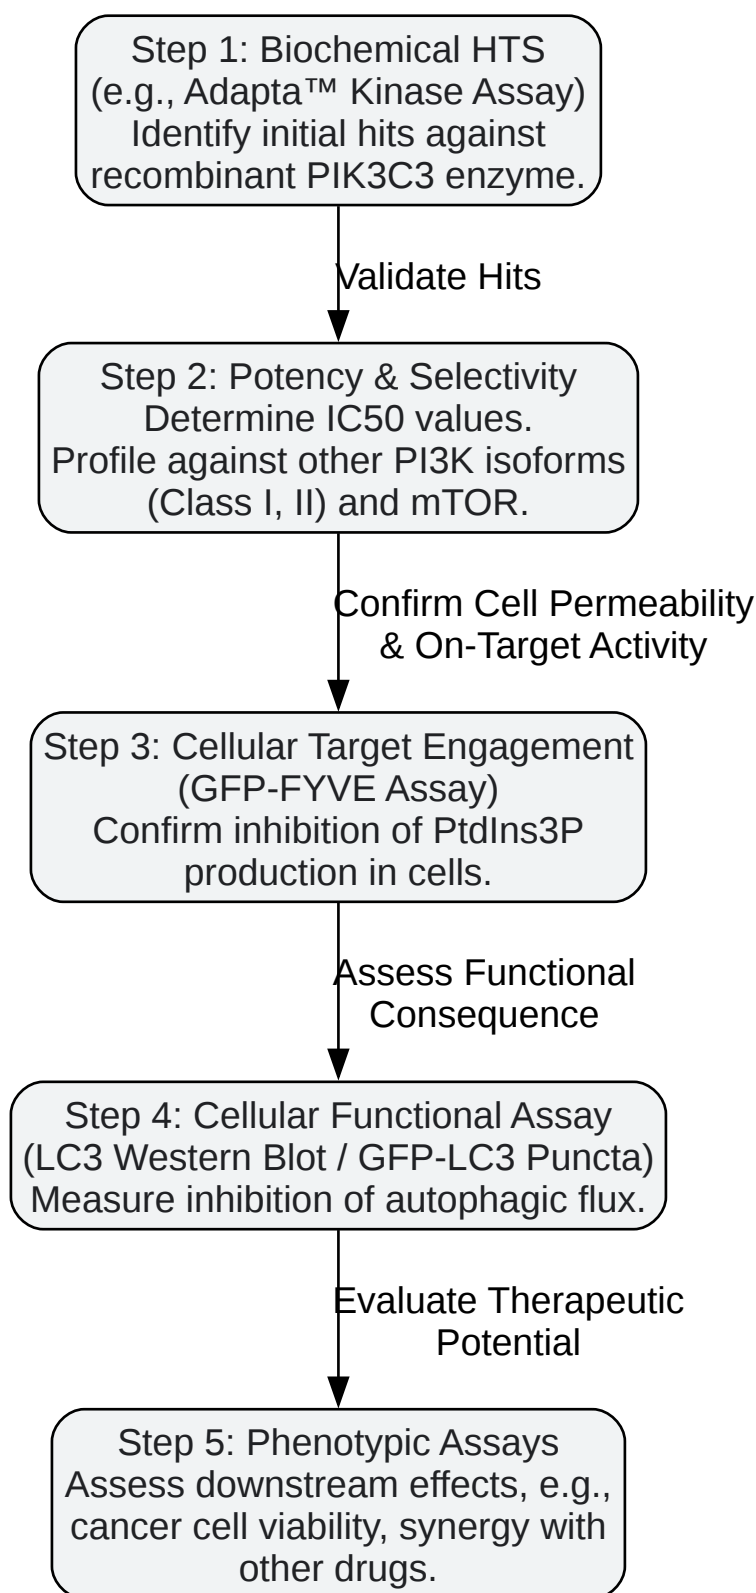 Step 1: Biochemical HTS
(e.g., Adapta™ Kinase Assay)
Identify initial hits against
recombinant PIK3C3 enzyme.
Validate Hits
Step 2: Potency & Selectivity
Determine IC50 values.
Profile against other PI3K isoforms
(Class I, II) and mTOR.
Confirm Cell Permeability
& On-Target Activity
Step 3: Cellular Target Engagement
(GFP-FYVE Assay)
Confirm inhibition of PtdIns3P
production in cells.
Assess Functional
Consequence
Step 4: Cellular Functional Assay
(LC3 Western Blot / GFP-LC3 Puncta)
Measure inhibition of autophagic flux.
Evaluate Therapeutic
Potential
Step 5: Phenotypic Assays
Assess downstream effects, e.g.,
cancer cell viability, synergy with
other drugs.